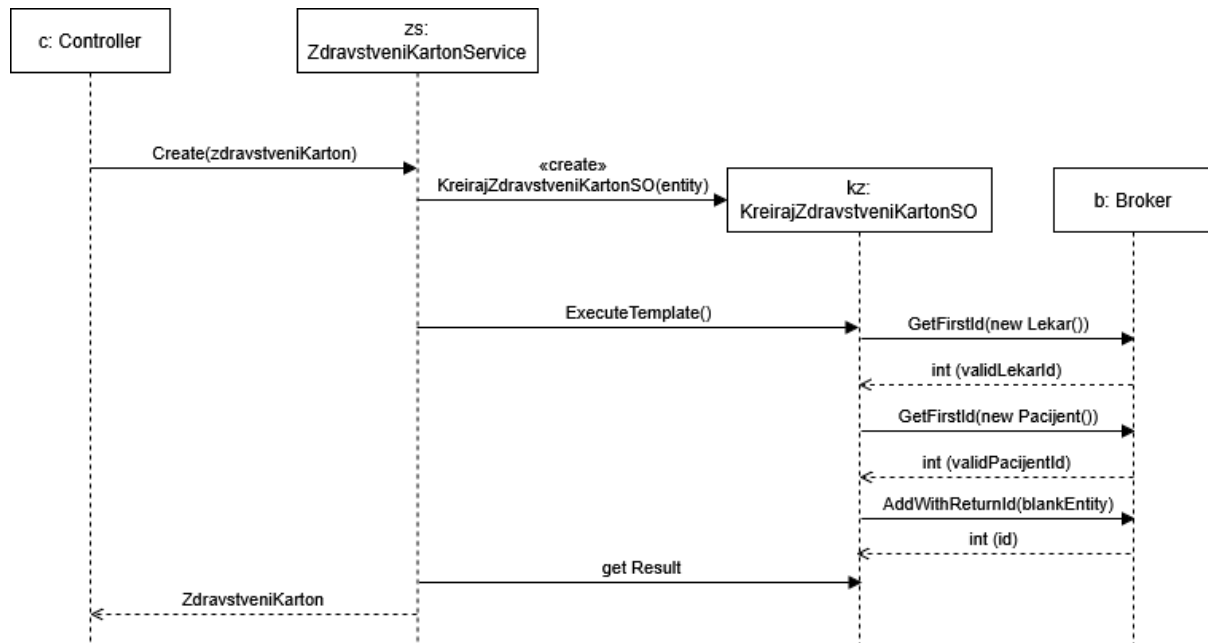 c: Controller
zs:
ZdravstveniKartonService
Create(zdravstveniKarton)
«create»
KreirajZdravstveniKartonSO(entity)
kz:
KreirajZdravstveniKartonSO
b: Broker
ExecuteTemplate()
GetFirstId(new Lekar())
int (validLekarId)
GetFirstId(new Pacijent())
int (validPacijentId)
AddWithReturnId(blankEntity)
int (id)
get Result
ZdravstveniKarton